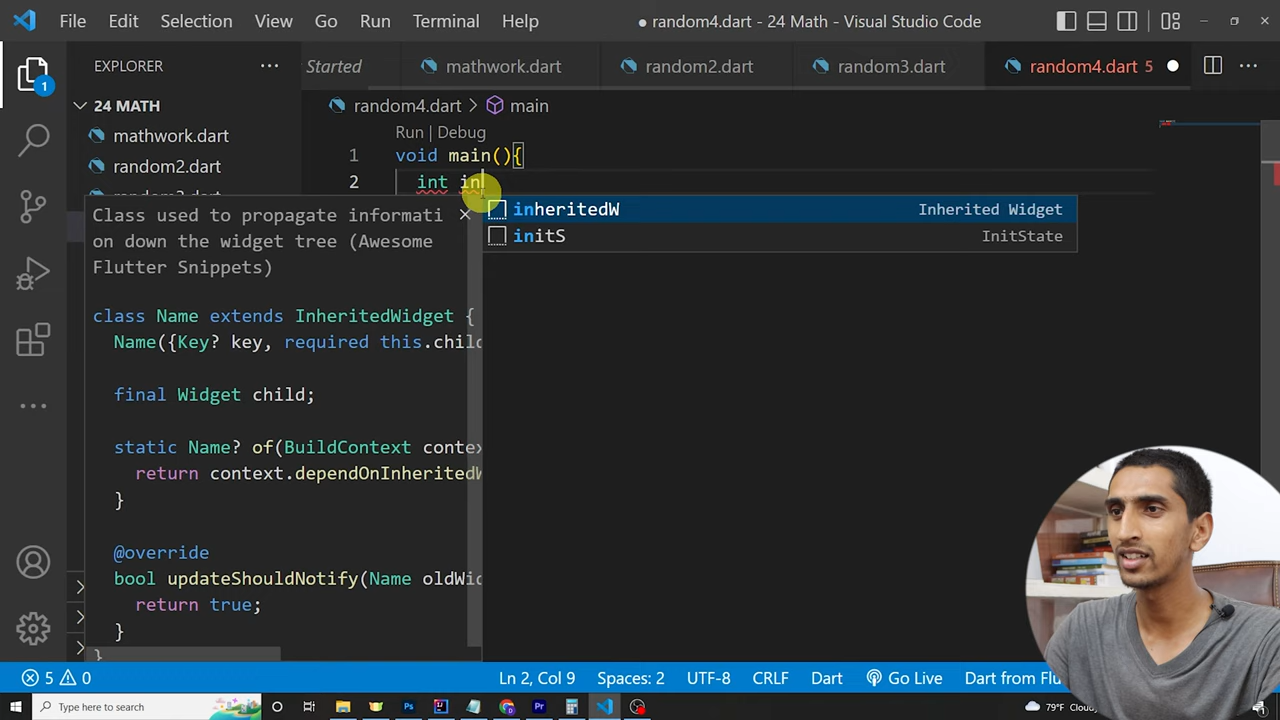 File Edit Selection View Go Run Terminal Help
● random4.dart - 24 Math - Visual Studio Code
EXPLORER
Started mathwork.dart random2.dart random3.dart random4.dart 5
1
24 MATH
random4.dart > main
mathwork.dart
Run | Debug
random2.dart
1 void main(){
2 int in
inheritedW Inherited Widget
initS InitState
Class used to propagate informati
on down the widget tree (Awesome
Flutter Snippets)
class Name extends InheritedWidget {
Name({Key? key, required this.chil
final Widget child;
static Name? of(BuildContext conte
return context.dependOnInheritedW
}
@override
bool updateShouldNotify(Name oldWi
return true;
}
}
5 0 Ln 2, Col 9 Spaces: 2 UTF-8 CRLF Dart Go Live Dart from Flu
Type here to search 79°F Cloudy